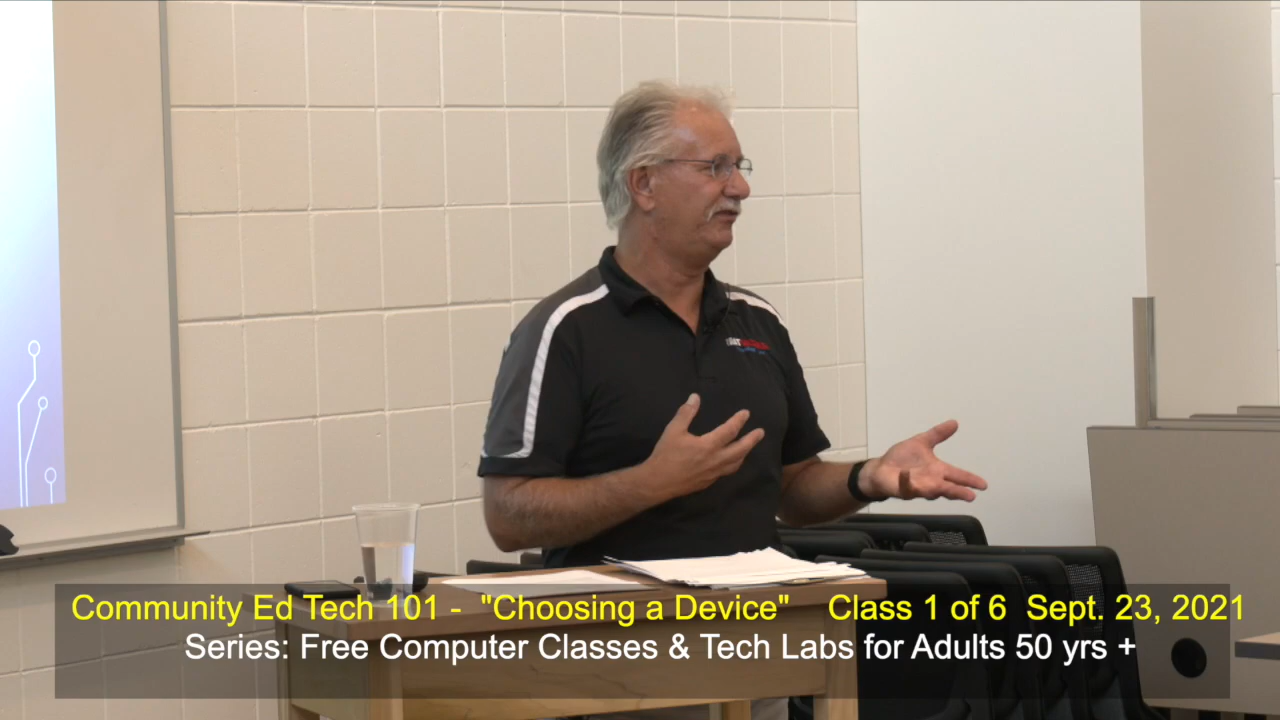 Community Ed Tech 101 - "Choosing a Device" Class 1 of 6 Sept. 23, 2021
Series: Free Computer Classes & Tech Labs for Adults 50 yrs +